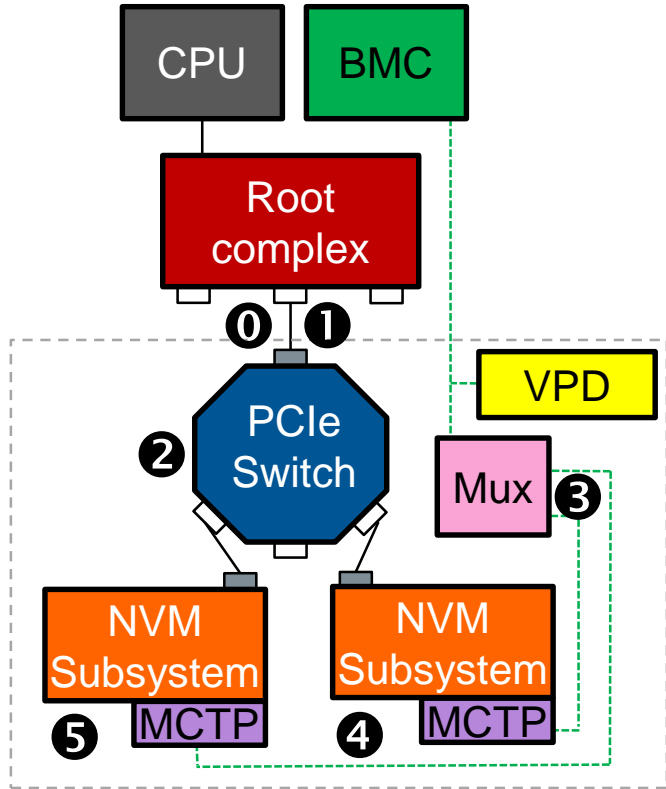 CPU
BMC
Root
complex
0
1
VPD
PCIe
Switch
2
Mux
3
NVM
Subsystem
NVM
Subsystem
MCTP
MCTP
5
4